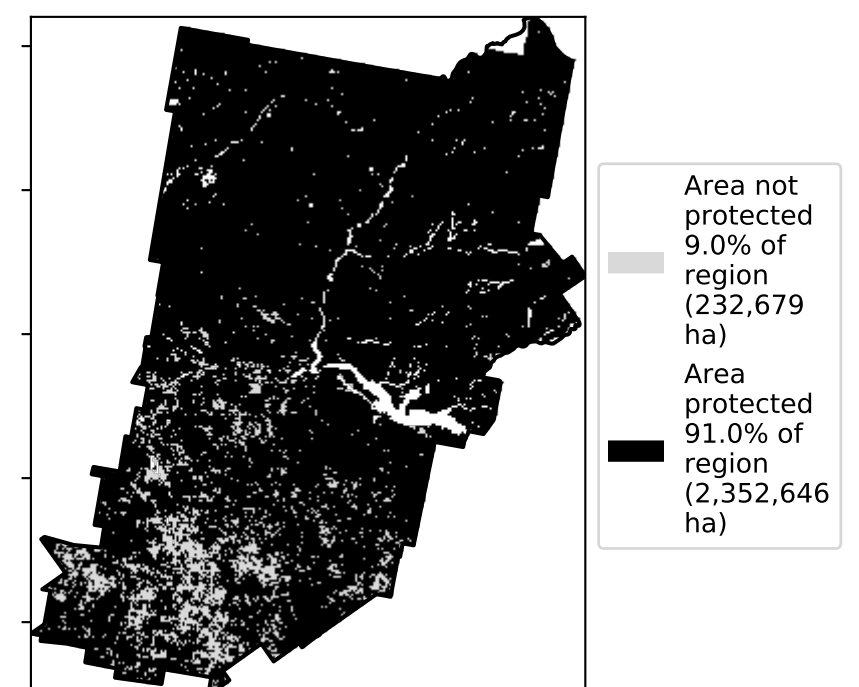 Area not
protected
9.0% of
region
(232,679
ha)
Area
protected
91.0% of
region
(2,352,646
ha)